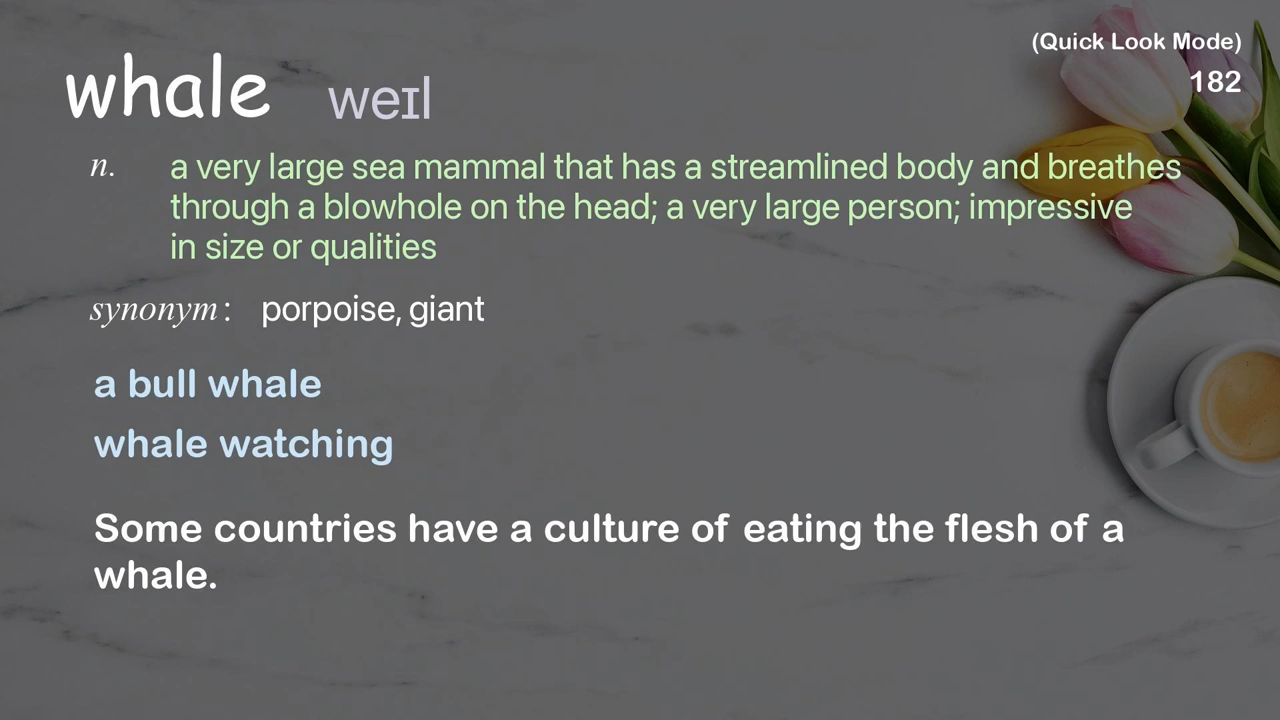 (Quick Look Mode)
182
whale weɪl
n. a very large sea mammal that has a streamlined body and breathes
through a blowhole on the head; a very large person; impressive
in size or qualities
synonym: porpoise, giant
a bull whale
whale watching
Some countries have a culture of eating the flesh of a
whale.